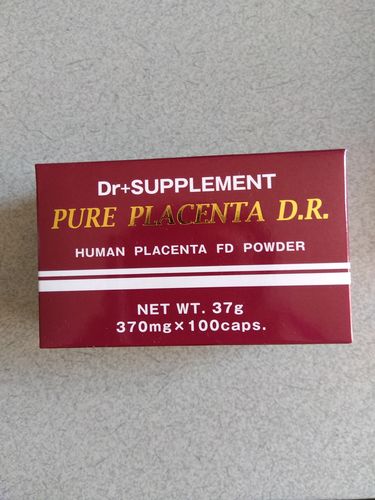 Dr+SUPPLEMENT
PURE PLACENTA D.R.
HUMAN PLACENTA FD POWDER
NET WT. 37g
370mg×100caps.